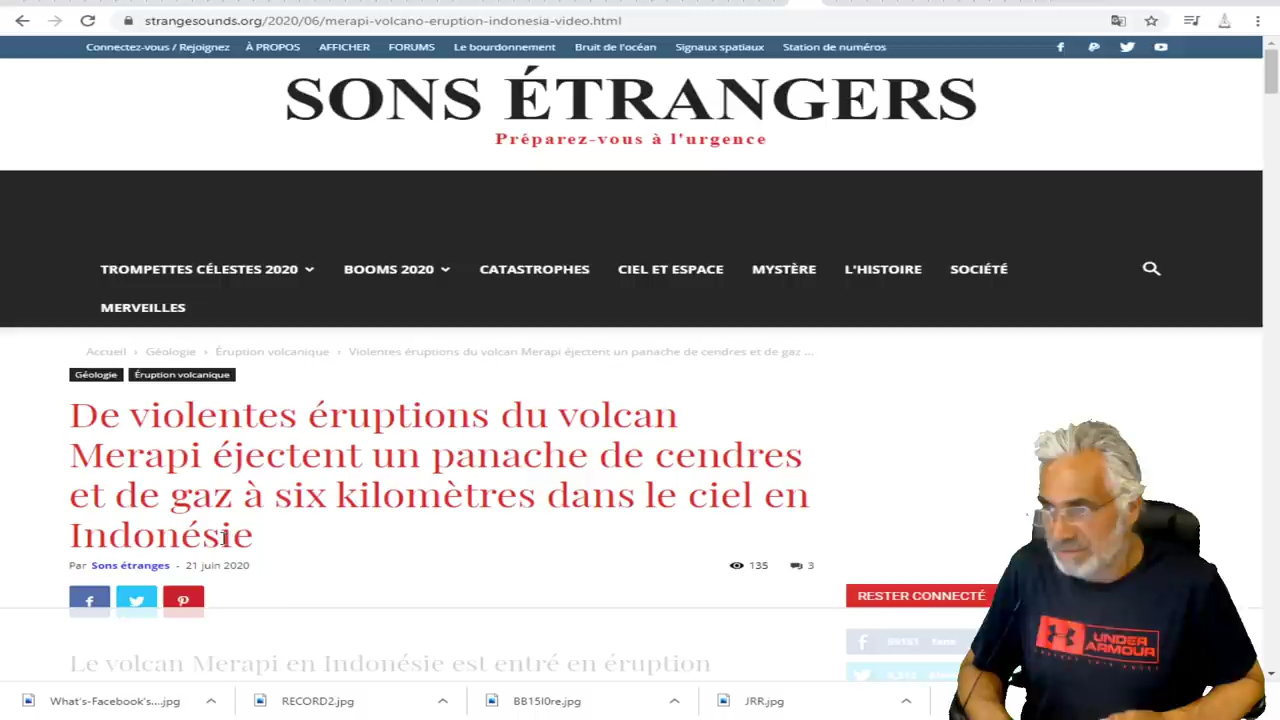 strangesounds.org/2020/06/merapi-volcano-eruption-indonesia-video.html
Connectez-vous / Rejoignez À PROPOS AFFICHER FORUMS Le bourdonnement Bruit de l'océan Signaux spatiaux Station de numéros
SONS ÉTRANGERS
Préparez-vous à l'urgence
TROMPETTES CÉLESTES 2020 BOOMS 2020 CATASTROPHES CIEL ET ESPACE MYSTÈRE L'HISTOIRE SOCIÉTÉ
MERVEILLES
Accueil › Géologie › Éruption volcanique › Violentes éruptions du volcan Merapi éjectent un panache de cendres et de gaz ...
Géologie Éruption volcanique
De violentes éruptions du volcan
Merapi éjectent un panache de cendres
et de gaz à six kilomètres dans le ciel en
Indonésie
Par Sons étranges - 21 juin 2020 135 3
RESTER CONNECTÉ
Le volcan Merapi en Indonésie est entré en éruption
UNDER
ARMOUR
What's-Facebook's....jpg RECORD2.jpg BB15I0re.jpg JRR.jpg